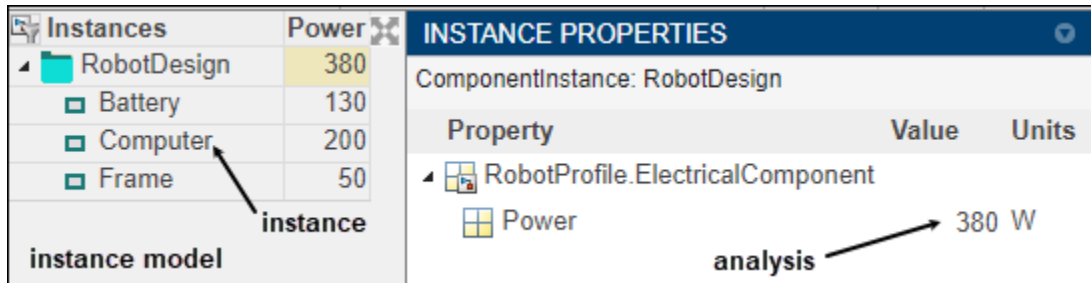 Instances Power
RobotDesign 380
Battery 130
Computer 200
Frame 50
instance
instance model
INSTANCE PROPERTIES
ComponentInstance: RobotDesign
Property Value Units
RobotProfile.ElectricalComponent
Power 380 W
analysis